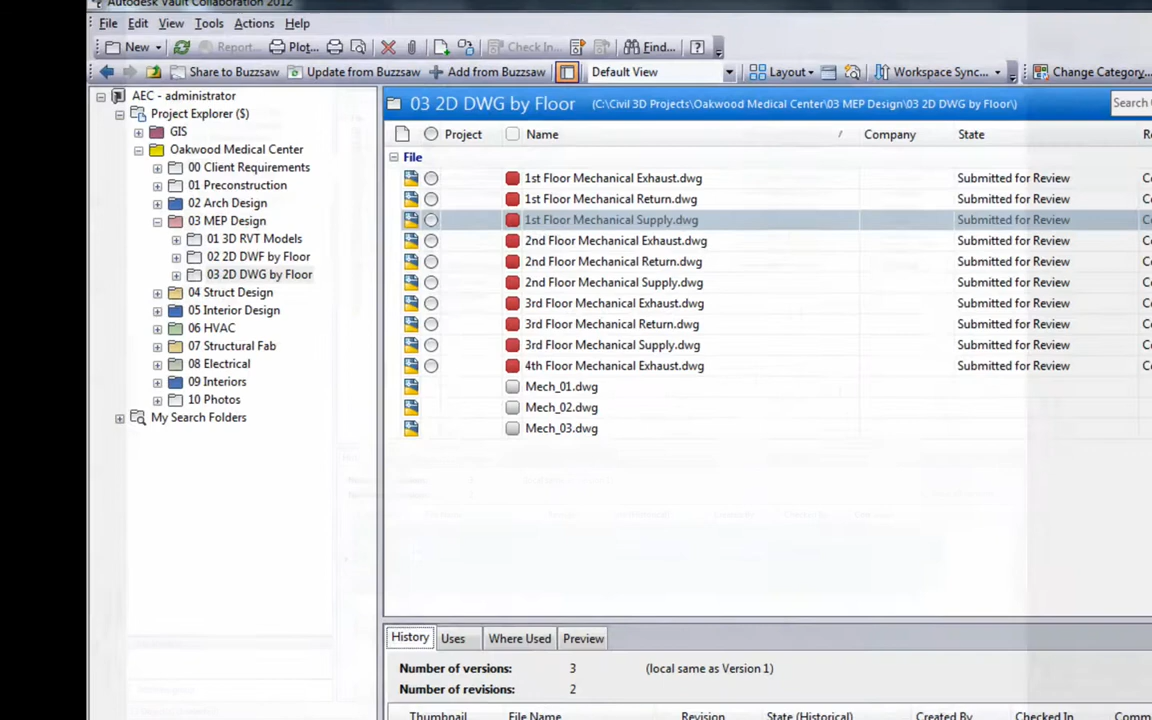 Autodesk Vault Collaboration 2012
File Edit View Tools Actions Help
New Report... Plot... Check In... Find...
Share to Buzzsaw Update from Buzzsaw Add from Buzzsaw Default View Layout Workspace Sync... Change Category...
AEC - administrator
Project Explorer ($)
GIS
Oakwood Medical Center
00 Client Requirements
01 Preconstruction
02 Arch Design
03 MEP Design
01 3D RVT Models
02 2D DWF by Floor
03 2D DWG by Floor
04 Struct Design
05 Interior Design
06 HVAC
07 Structural Fab
08 Electrical
09 Interiors
10 Photos
My Search Folders
03 2D DWG by Floor (C:\Civil 3D Projects\Oakwood Medical Center\03 MEP Design\03 2D DWG by Floor\) Search
Project Name / Company State
File
1st Floor Mechanical Exhaust.dwg Submitted for Review
1st Floor Mechanical Return.dwg Submitted for Review
1st Floor Mechanical Supply.dwg Submitted for Review
2nd Floor Mechanical Exhaust.dwg Submitted for Review
2nd Floor Mechanical Return.dwg Submitted for Review
2nd Floor Mechanical Supply.dwg Submitted for Review
3rd Floor Mechanical Exhaust.dwg Submitted for Review
3rd Floor Mechanical Return.dwg Submitted for Review
3rd Floor Mechanical Supply.dwg Submitted for Review
4th Floor Mechanical Exhaust.dwg Submitted for Review
Mech_01.dwg
Mech_02.dwg
Mech_03.dwg
History Uses Where Used Preview
Number of versions: 3 (local same as Version 1)
Number of revisions: 2
Thumbnail File Name Revision State (Historical) Created By Checked In